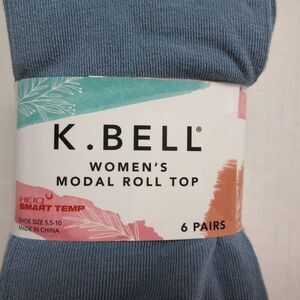 K.BELL®
WOMEN'S
MODAL ROLL TOP
HEIQ
SMART TEMP
SHOE SIZE 5.5-10
MADE IN CHINA
6 PAIRS